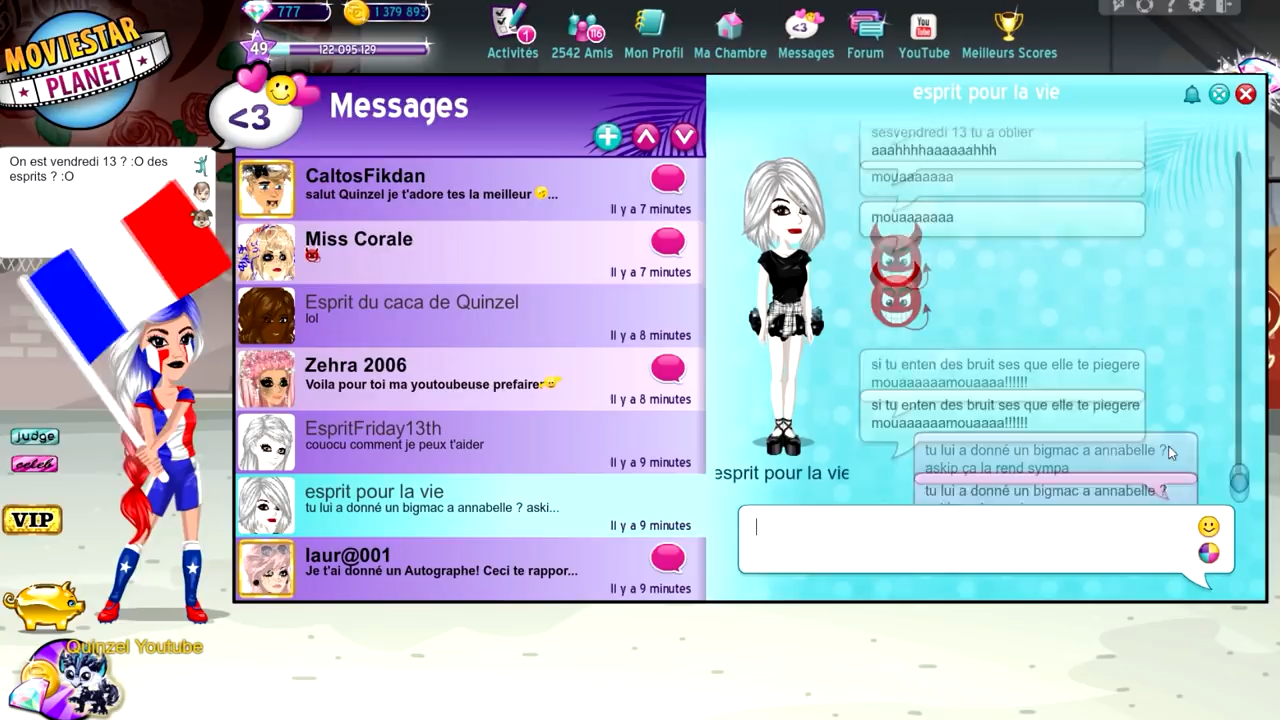 MOVIESTAR
PLANET
777
1 379 893
49
122 095 129
1
116
<3
You
Tube
Activités
2542 Amis
Mon Profil
Ma Chambre
Messages
Forum
YouTube
Meilleurs Scores
On est vendredi 13 ? :O des
esprits ? :O
judge
celeb
VIP
Quinzel Youtube
<3
Messages
CaltosFikdan
salut Quinzel je t'adore tes la meilleur ...
Il y a 7 minutes
Miss Corale
Il y a 7 minutes
Esprit du caca de Quinzel
lol
Il y a 8 minutes
Zehra 2006
Voila pour toi ma youtoubeuse prefairer
Il y a 8 minutes
EspritFriday13th
couocu comment je peux t'aider
Il y a 9 minutes
esprit pour la vie
tu lui a donné un bigmac a annabelle ? aski...
Il y a 9 minutes
laur@001
Je t'ai donné un Autographe! Ceci te rappor...
Il y a 9 minutes
esprit pour la vie
esprit pour la vie
sesvendredi 13 tu a oblier
aaahhhhaaaaaahhh
mouaaaaaaa
mouaaaaaaa
si tu enten des bruit ses que elle te piegere
mouaaaaaamouaaaa!!!!!!
si tu enten des bruit ses que elle te piegere
mouaaaaaamouaaaa!!!!!!
tu lui a donné un bigmac a annabelle ?
askip ça la rend sympa
tu lui a donné un bigmac a annabelle ?